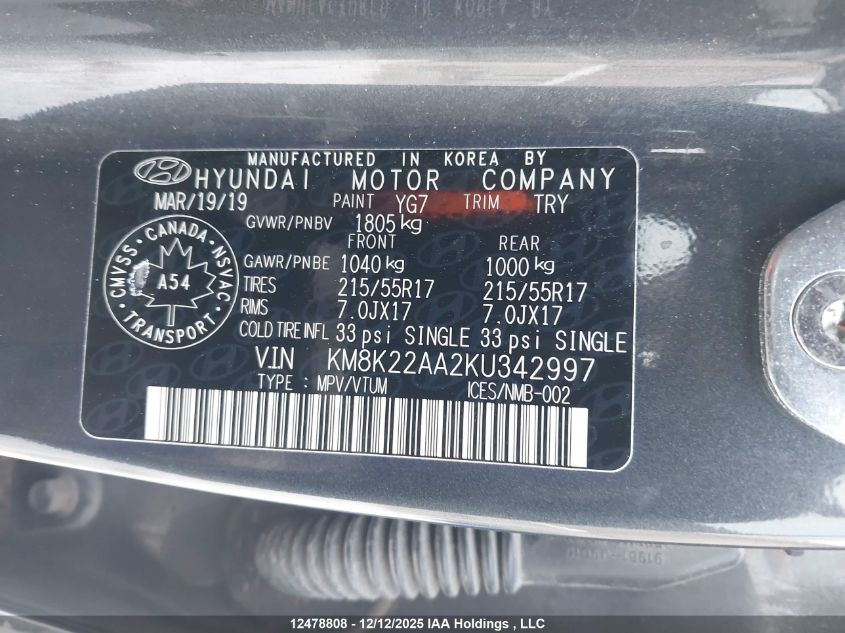 MANUFACTURED IN KOREA BY
HYUNDAI MOTOR COMPANY
MAR/19/19 PAINT YG7 TRIM TRY
GVWR/PNBV 1805 kg
FRONT REAR
GAWR/PNBE 1040 kg 1000 kg
TIRES 215/55R17 215/55R17
RIMS 7.0JX17 7.0JX17
COLD TIRE INFL 33 psi SINGLE 33 psi SINGLE
CMVSS · CANADA · NSVAC
A54
· TRANSPORT ·
V.I.N KM8K22AA2KU342997
TYPE : MPV/VTUM ICES/NMB-002
12478808 - 12/12/2025 IAA Holdings , LLC